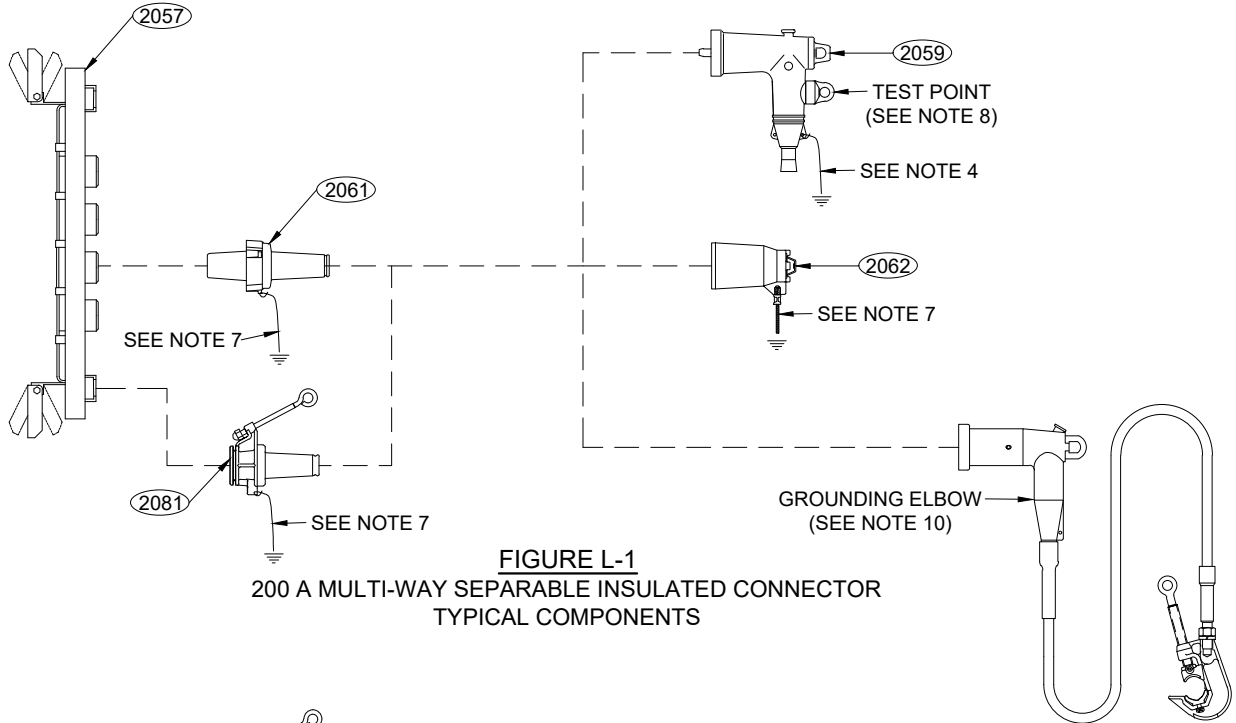 2057
2059
TEST POINT
(SEE NOTE 8)
SEE NOTE 4
2061
2062
SEE NOTE 7
SEE NOTE 7
2081
SEE NOTE 7
GROUNDING ELBOW
(SEE NOTE 10)
FIGURE L-1
200 A MULTI-WAY SEPARABLE INSULATED CONNECTOR
TYPICAL COMPONENTS